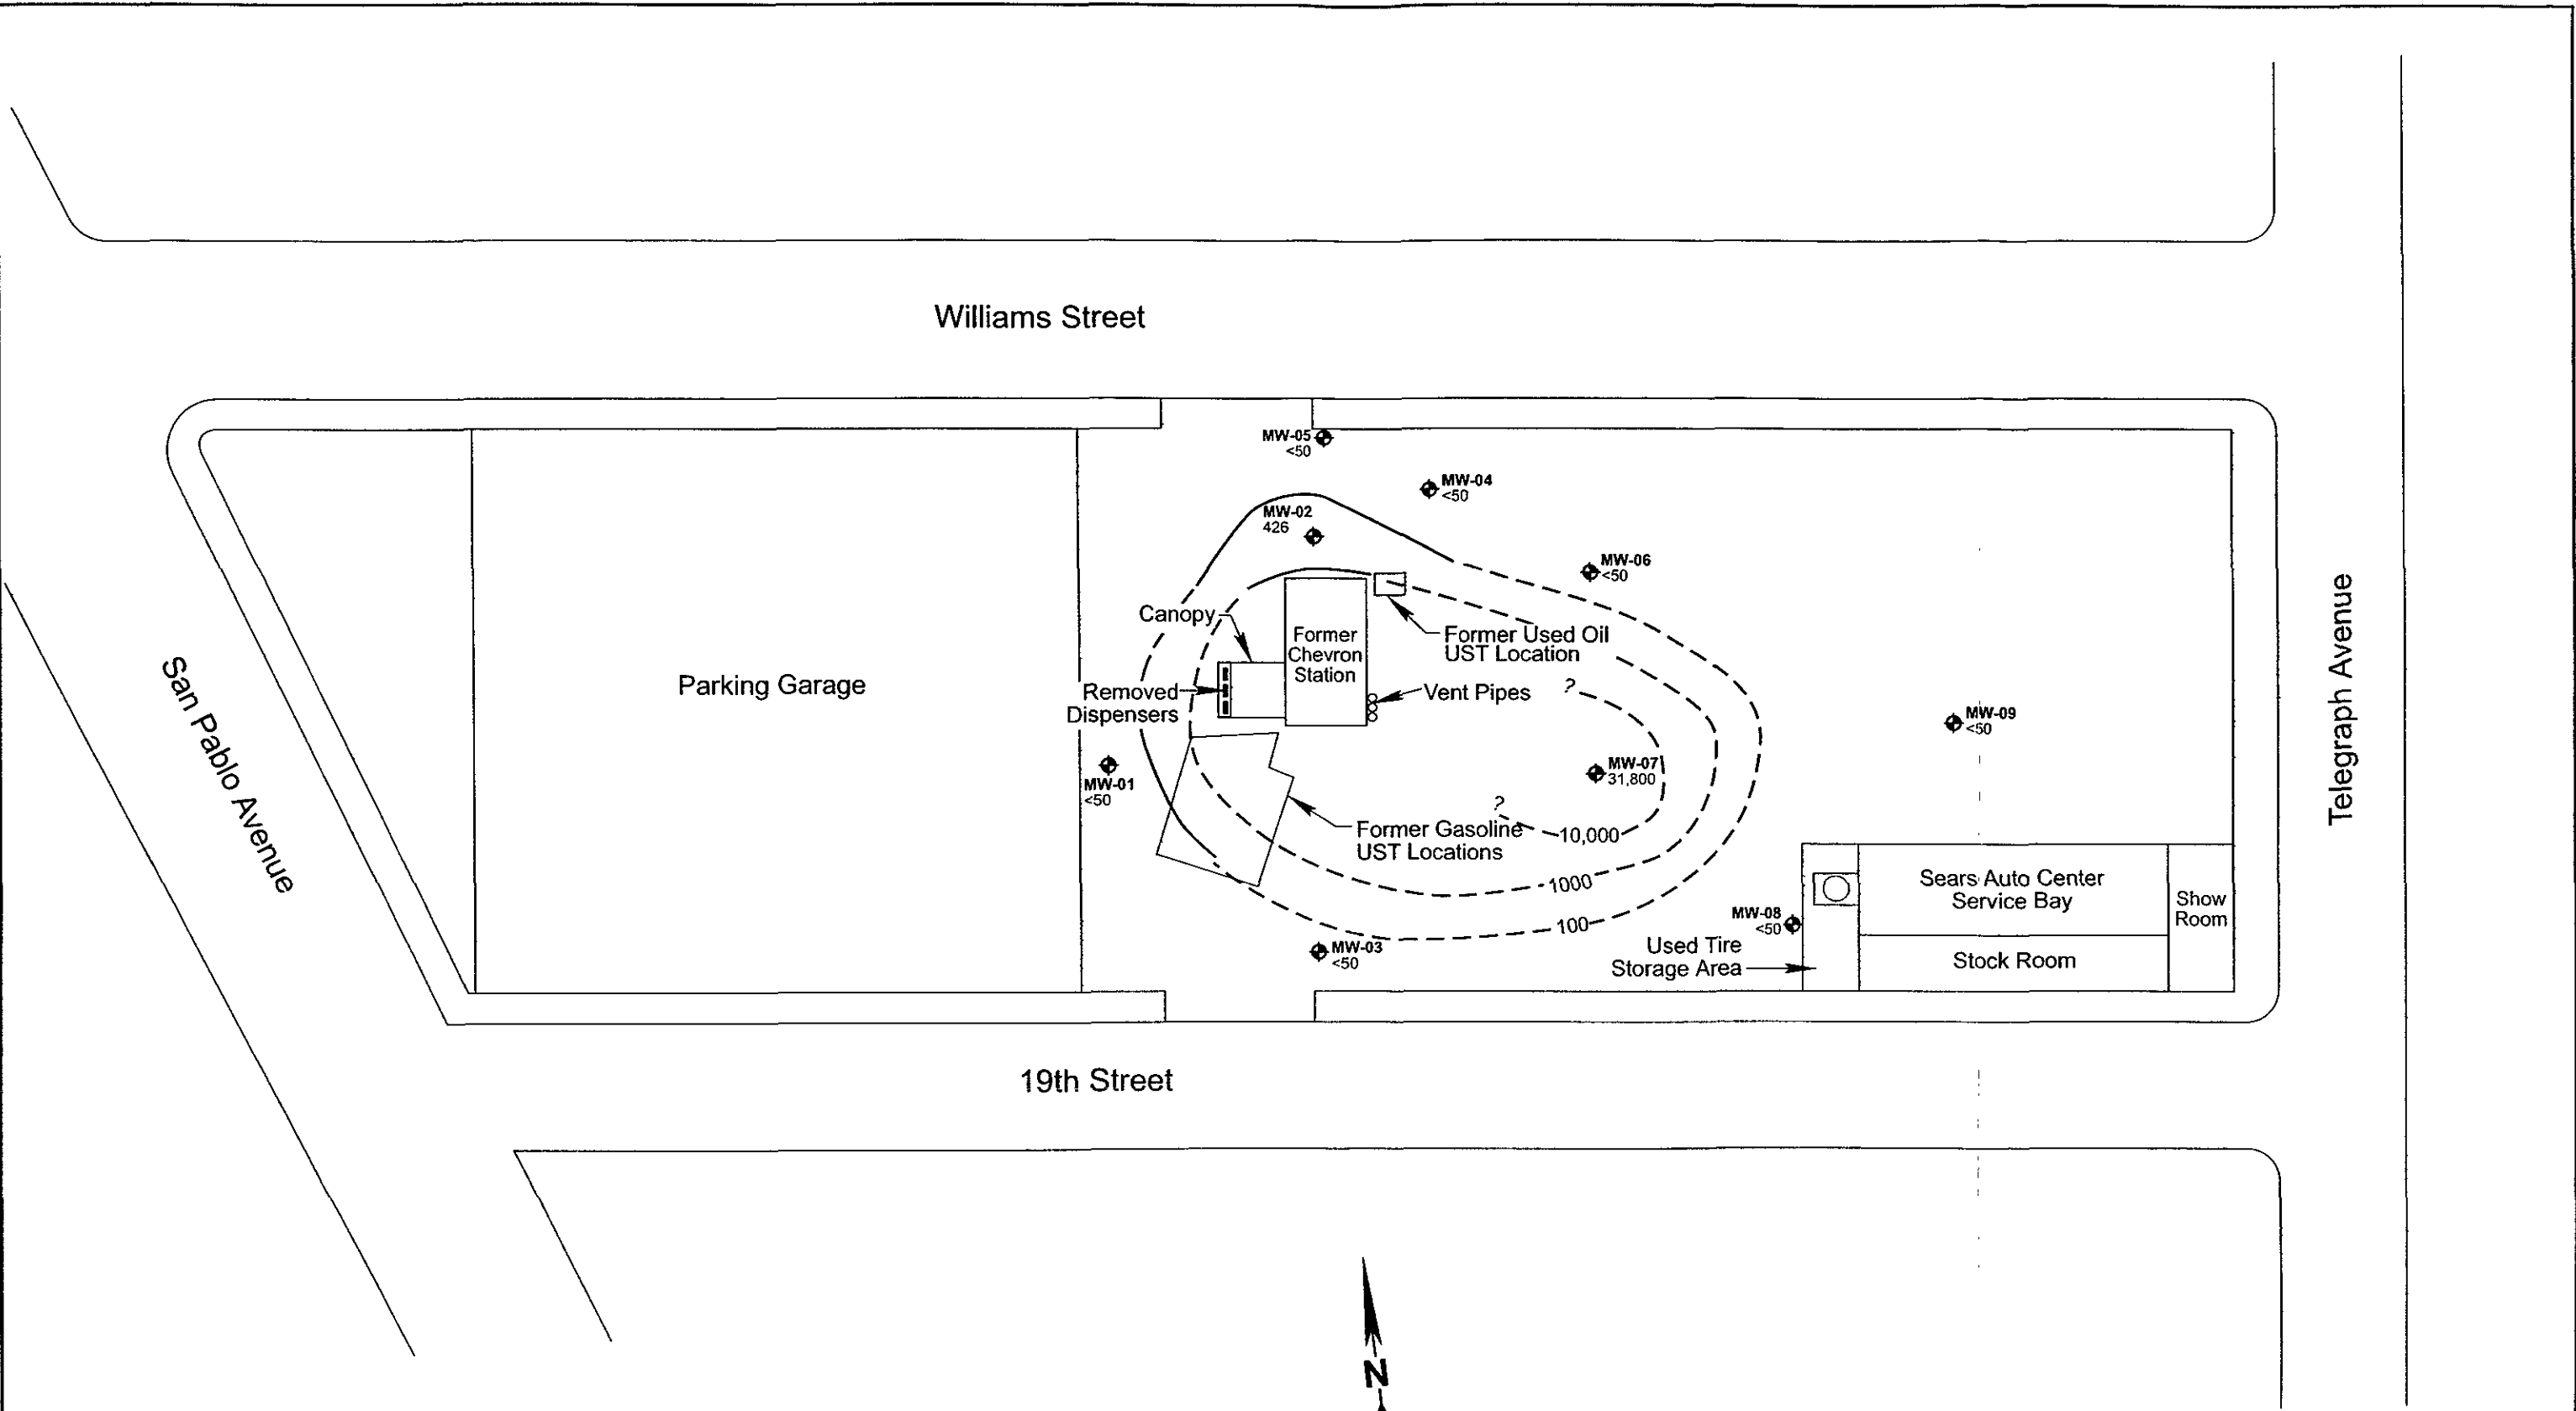 Williams Street
MW-05
<50
MW-04
<50
MW-02
426
MW-06
<50
Canopy
Former
Chevron
Station
Former Used Oil
UST Location
Parking Garage
Removed
Dispensers
Vent Pipes
?
MW-09
<50
MW-01
<50
MW-07
31,800
?
10,000
Former Gasoline
UST Locations
1000
100
MW-03
<50
MW-08
<50
Used Tire
Storage Area
Sears Auto Center
Service Bay
Show
Room
Stock Room
San Pablo Avenue
Telegraph Avenue
19th Street
N